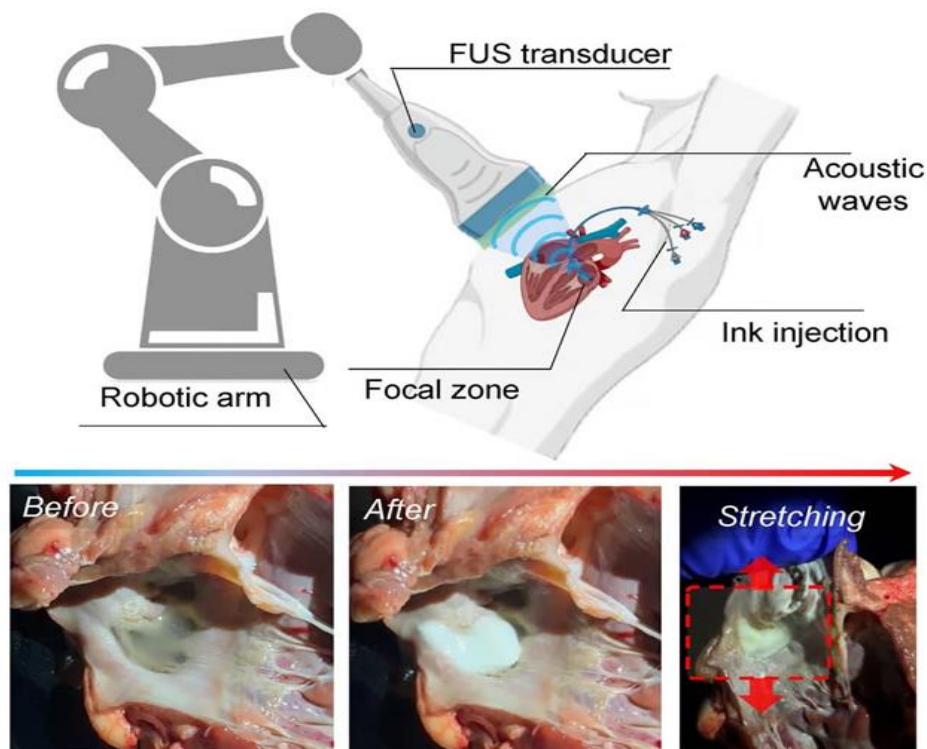 FUS transducer
Acoustic
waves
Ink injection
Focal zone
Robotic arm
Before
After
Stretching